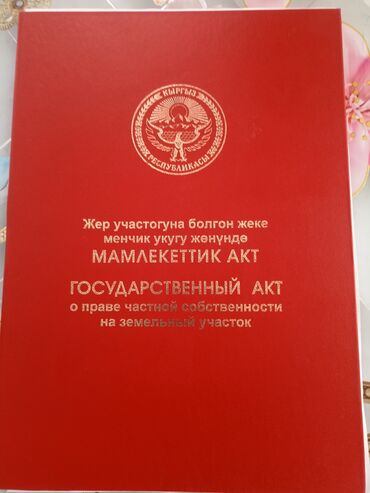 КЫРГЫЗ
РЕСПУБЛИКАСЫ
Жер участогуна болгон жеке
менчик укугу жөнүндө
МАМЛЕКЕТТИК АКТ
ГОСУДАРСТВЕННЫЙ АКТ
о праве частной собственности
на земельный участок